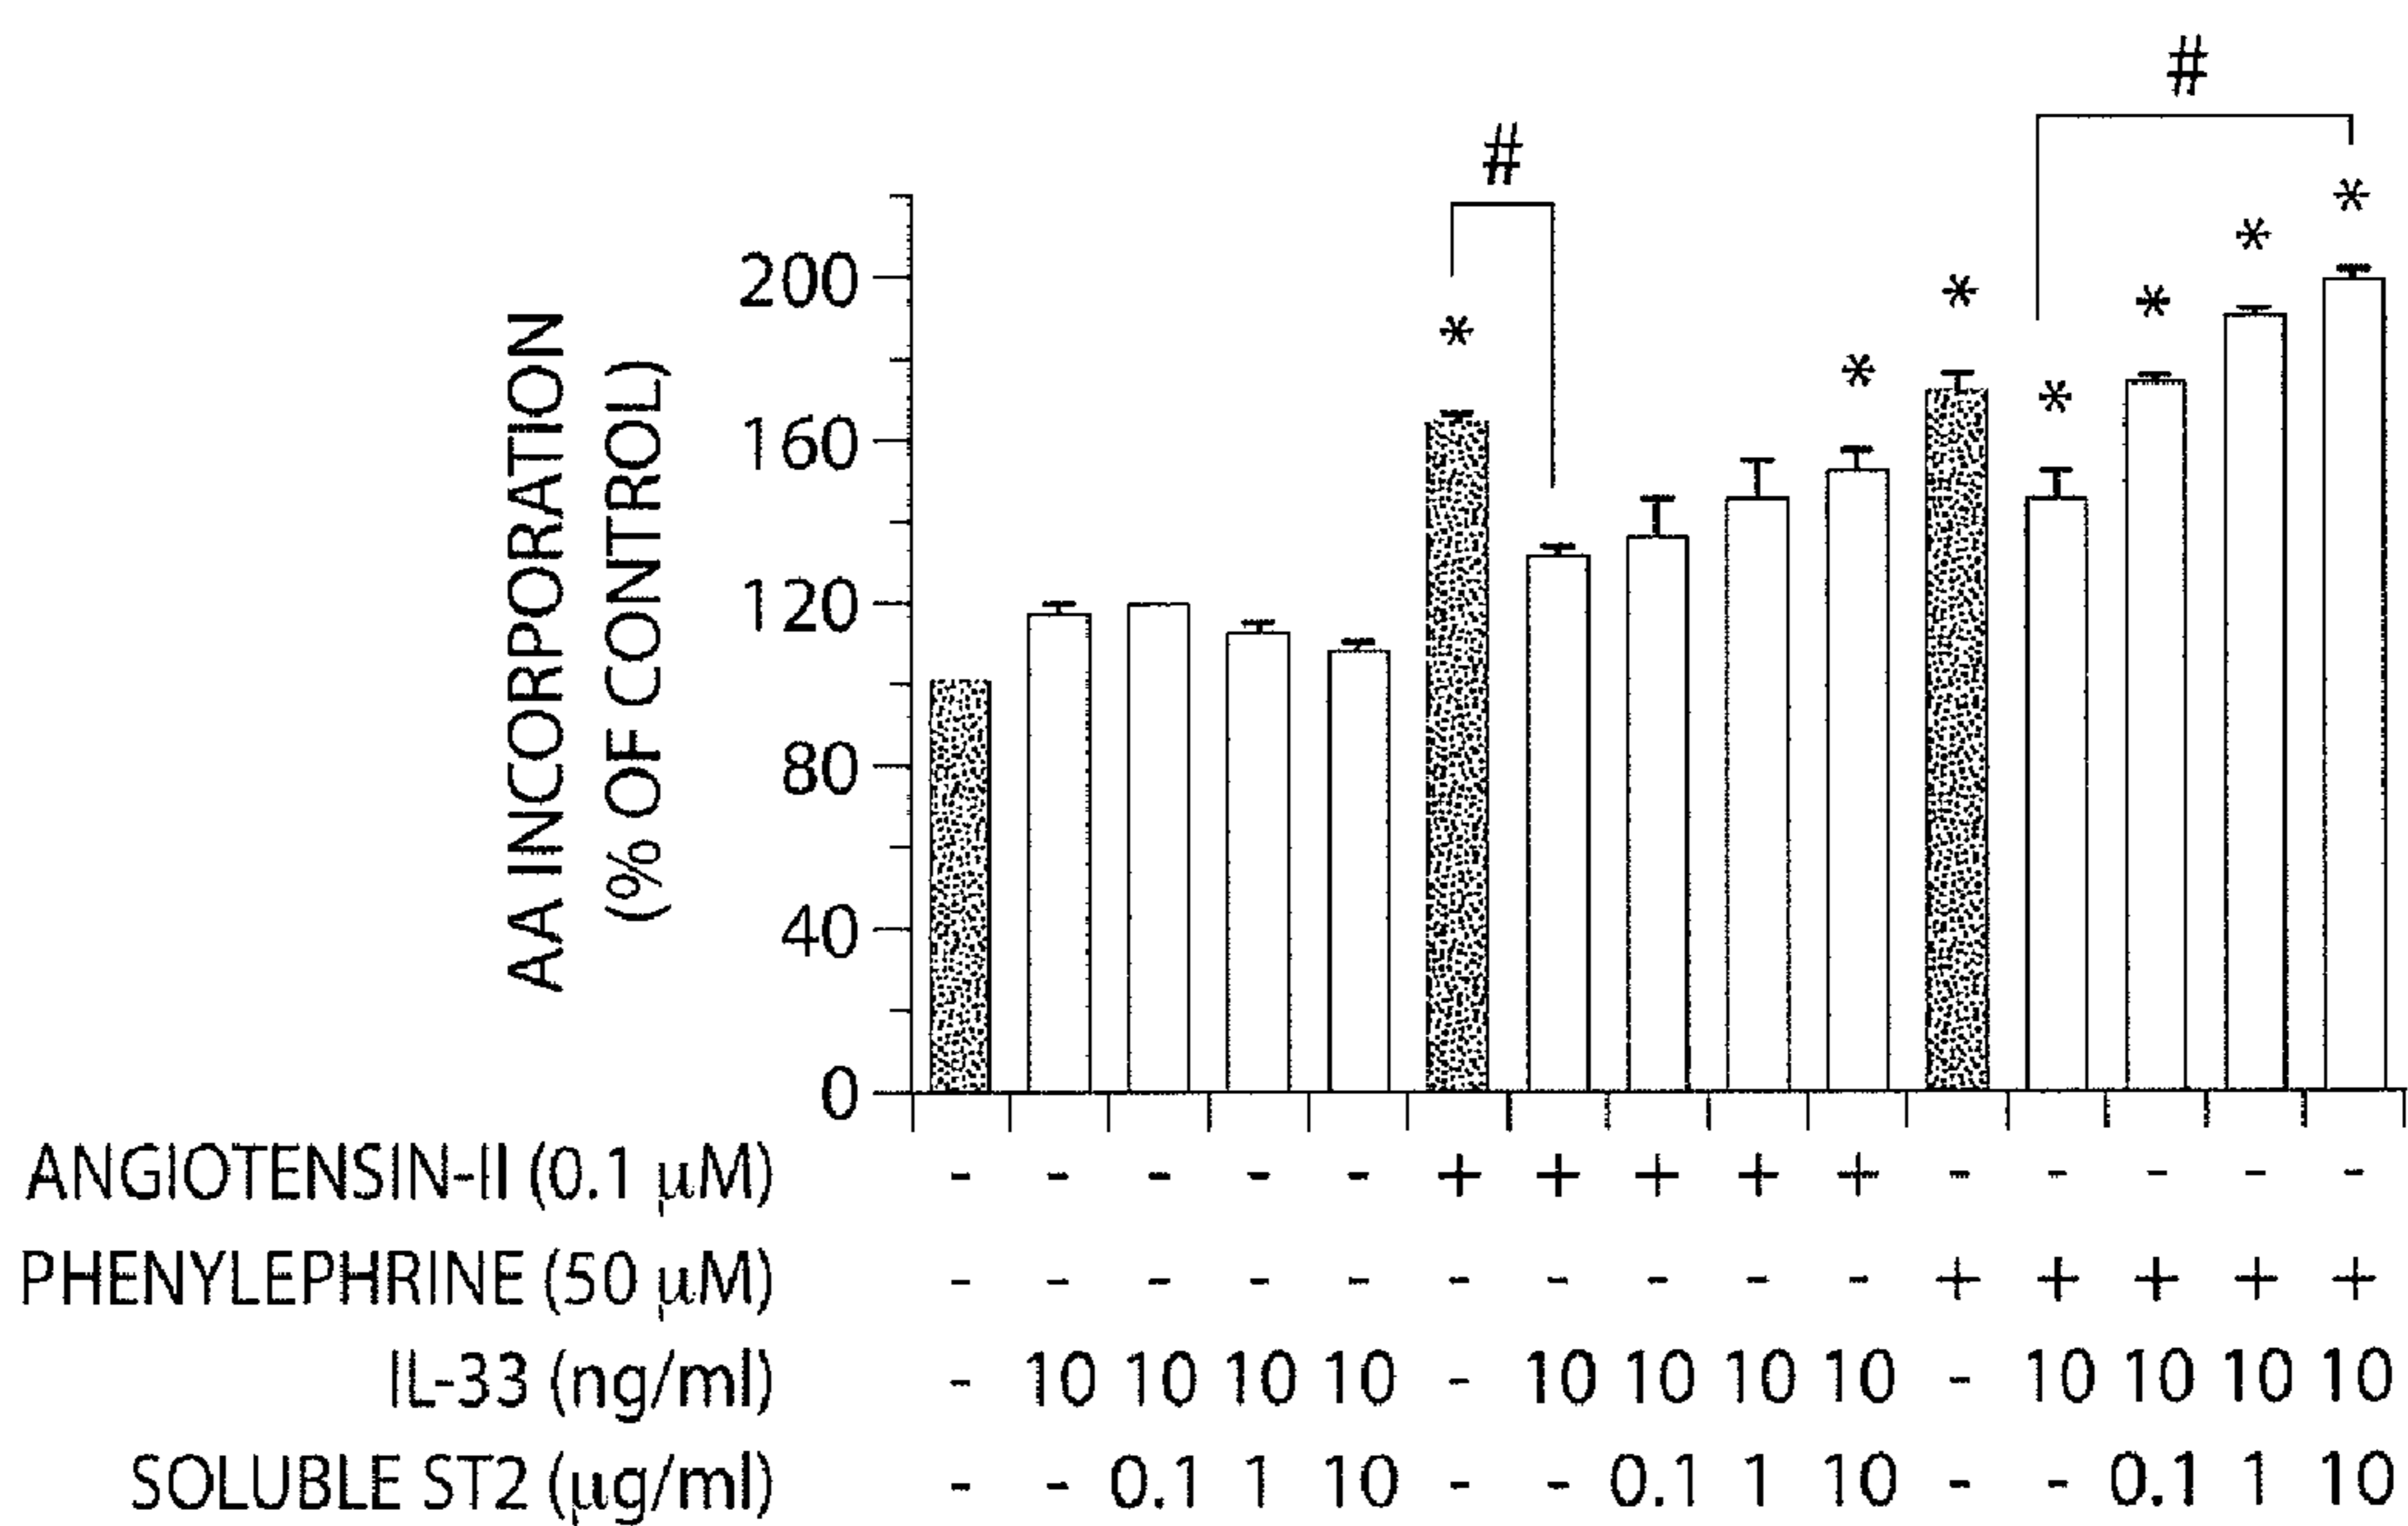 #
#
*
*
*
*
*
*
*
AA INCORPORATION
(% OF CONTROL)
200
160
120
80
40
0
ANGIOTENSIN-II (0.1 μM) - - - - - + + + + + - - - - -
PHENYLEPHRINE (50 μM) - - - - - - - - - - + + + + +
IL-33 (ng/ml) - 10 10 10 10 - 10 10 10 10 - 10 10 10 10
SOLUBLE ST2 (μg/ml) - - 0.1 1 10 - - 0.1 1 10 - - 0.1 1 10